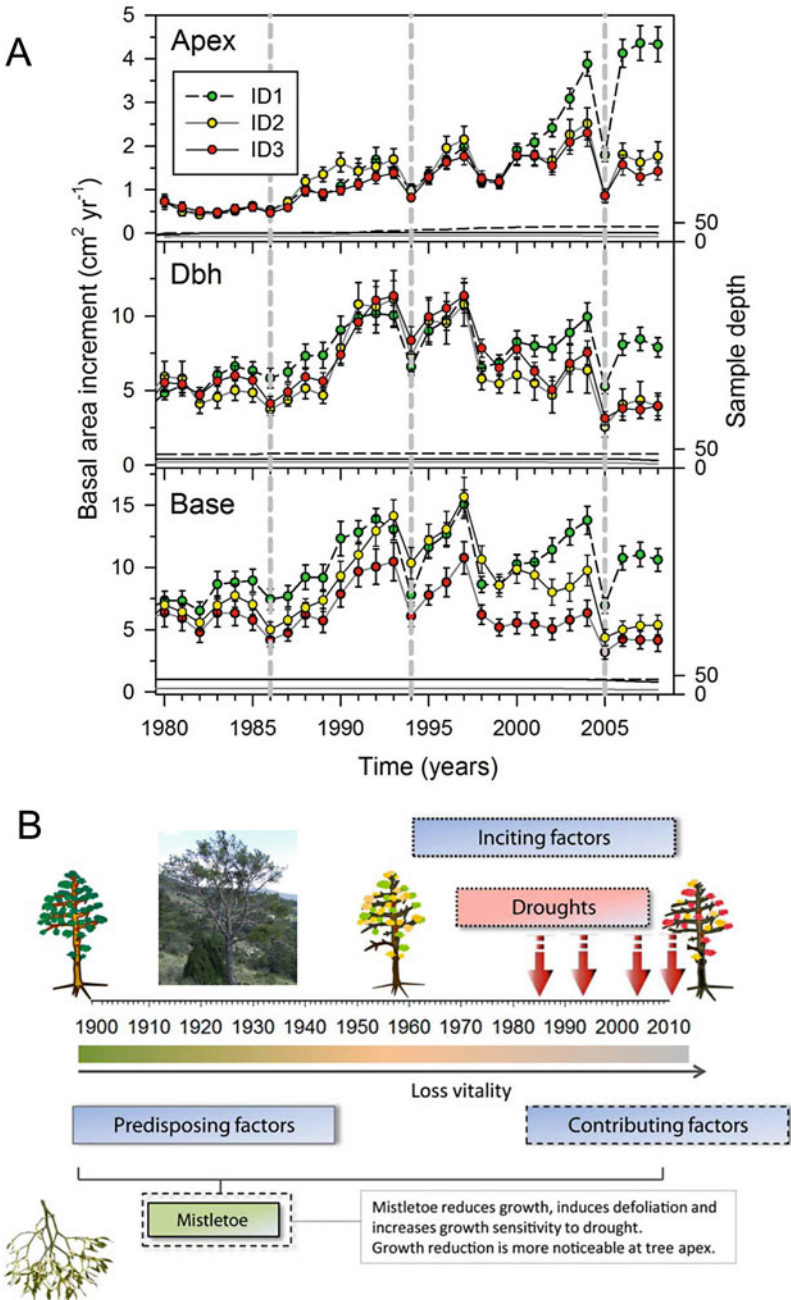 A
Apex
ID1
ID2
ID3
5
4
3
2
1
0
50
0
Dbh
10
5
0
50
0
Base
15
10
5
0
50
0
Basal area increment (cm² yr⁻¹)
Sample depth
1980 1985 1990 1995 2000 2005
Time (years)
B
Inciting factors
Droughts
1900 1910 1920 1930 1940 1950 1960 1970 1980 1990 2000 2010
Loss vitality
Predisposing factors
Contributing factors
Mistletoe
Mistletoe reduces growth, induces defoliation and
increases growth sensitivity to drought.
Growth reduction is more noticeable at tree apex.